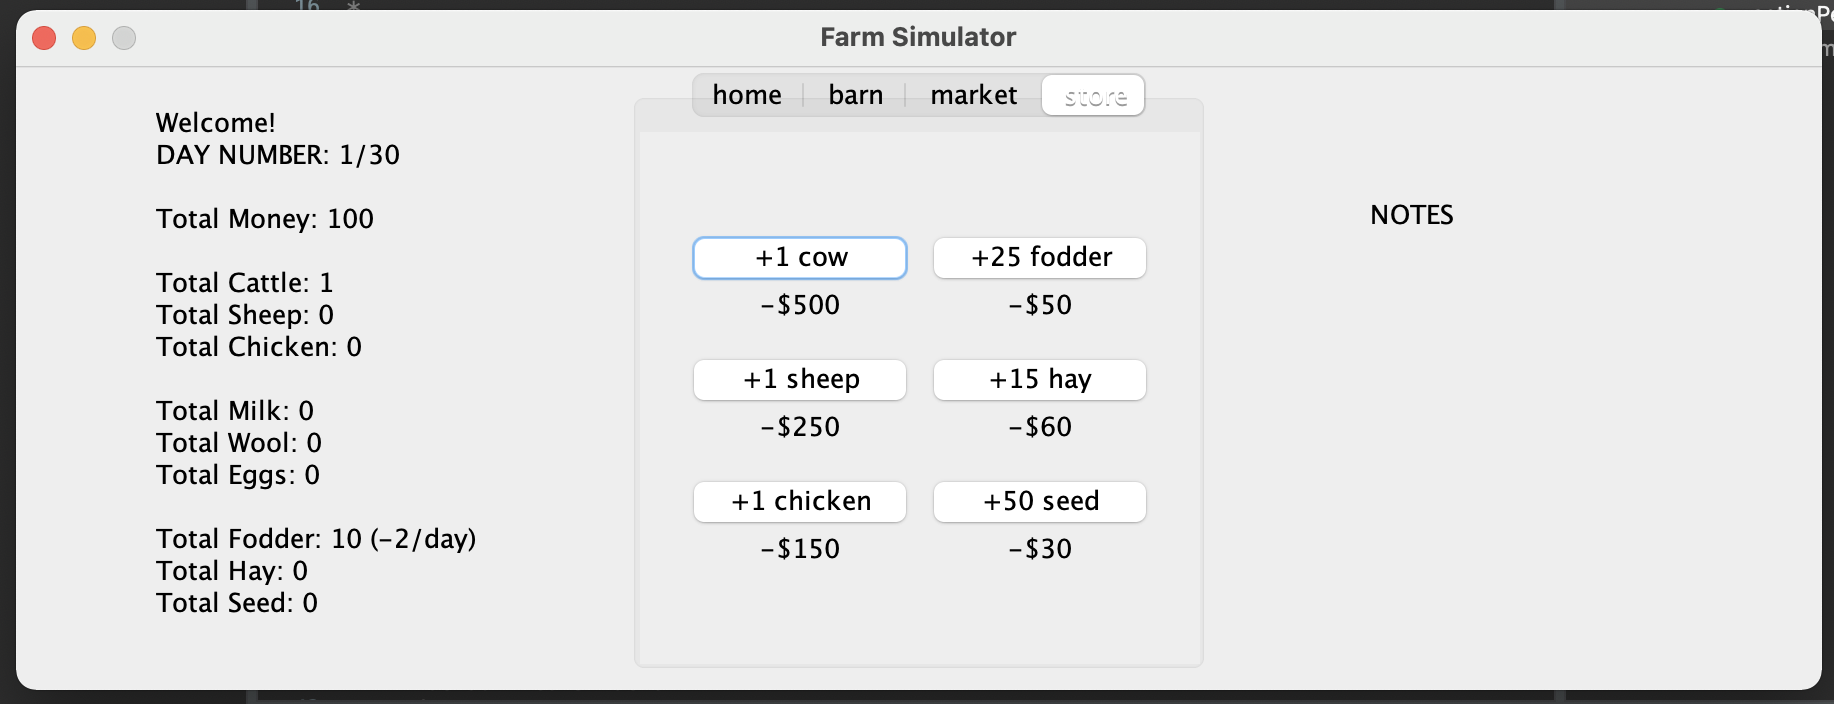 16 *
Farm Simulator
home barn market store
Welcome!
DAY NUMBER: 1/30
Total Money: 100
Total Cattle: 1
Total Sheep: 0
Total Chicken: 0
Total Milk: 0
Total Wool: 0
Total Eggs: 0
Total Fodder: 10 (-2/day)
Total Hay: 0
Total Seed: 0
+1 cow +25 fodder
-$500 -$50
+1 sheep +15 hay
-$250 -$60
+1 chicken +50 seed
-$150 -$30
NOTES